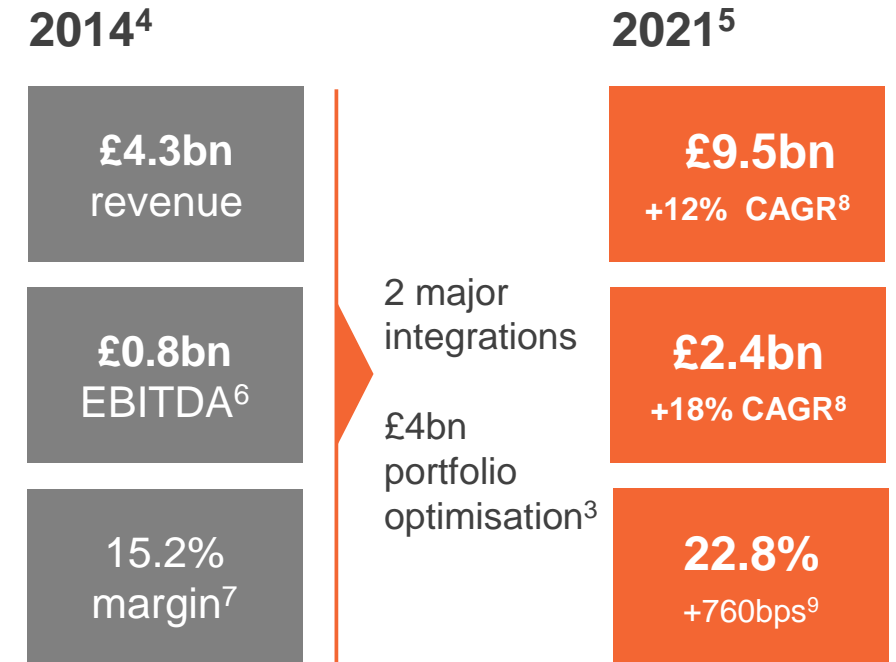 2014⁴
£4.3bn
revenue
£0.8bn
EBITDA⁶
15.2%
margin⁷
2 major
integrations
£4bn
portfolio
optimisation³
2021⁵
£9.5bn
+12% CAGR⁸
£2.4bn
+18% CAGR⁸
22.8%
+760bps⁹